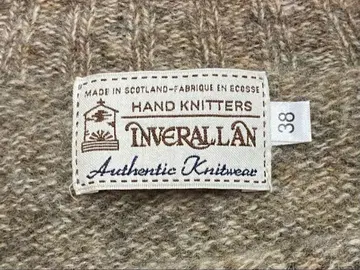 MADE IN SCOTLAND-FABRIQUE EN ECOSSE
HAND KNITTERS
INVERALLAN
Authentic Knitwear
38